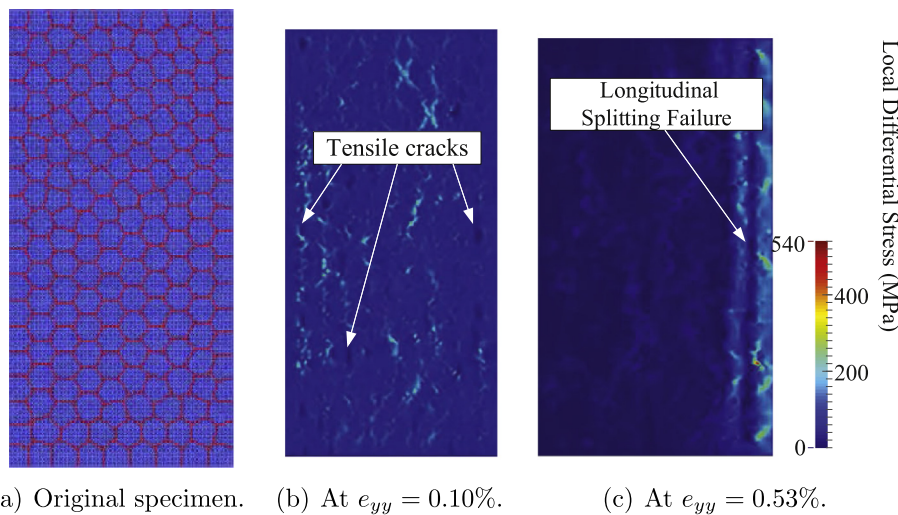 Tensile cracks
Longitudinal
Splitting Failure
Local Differential Stress (MPa)
540
400
200
0
a) Original specimen.
(b) At e_yy = 0.10%.
(c) At e_yy = 0.53%.